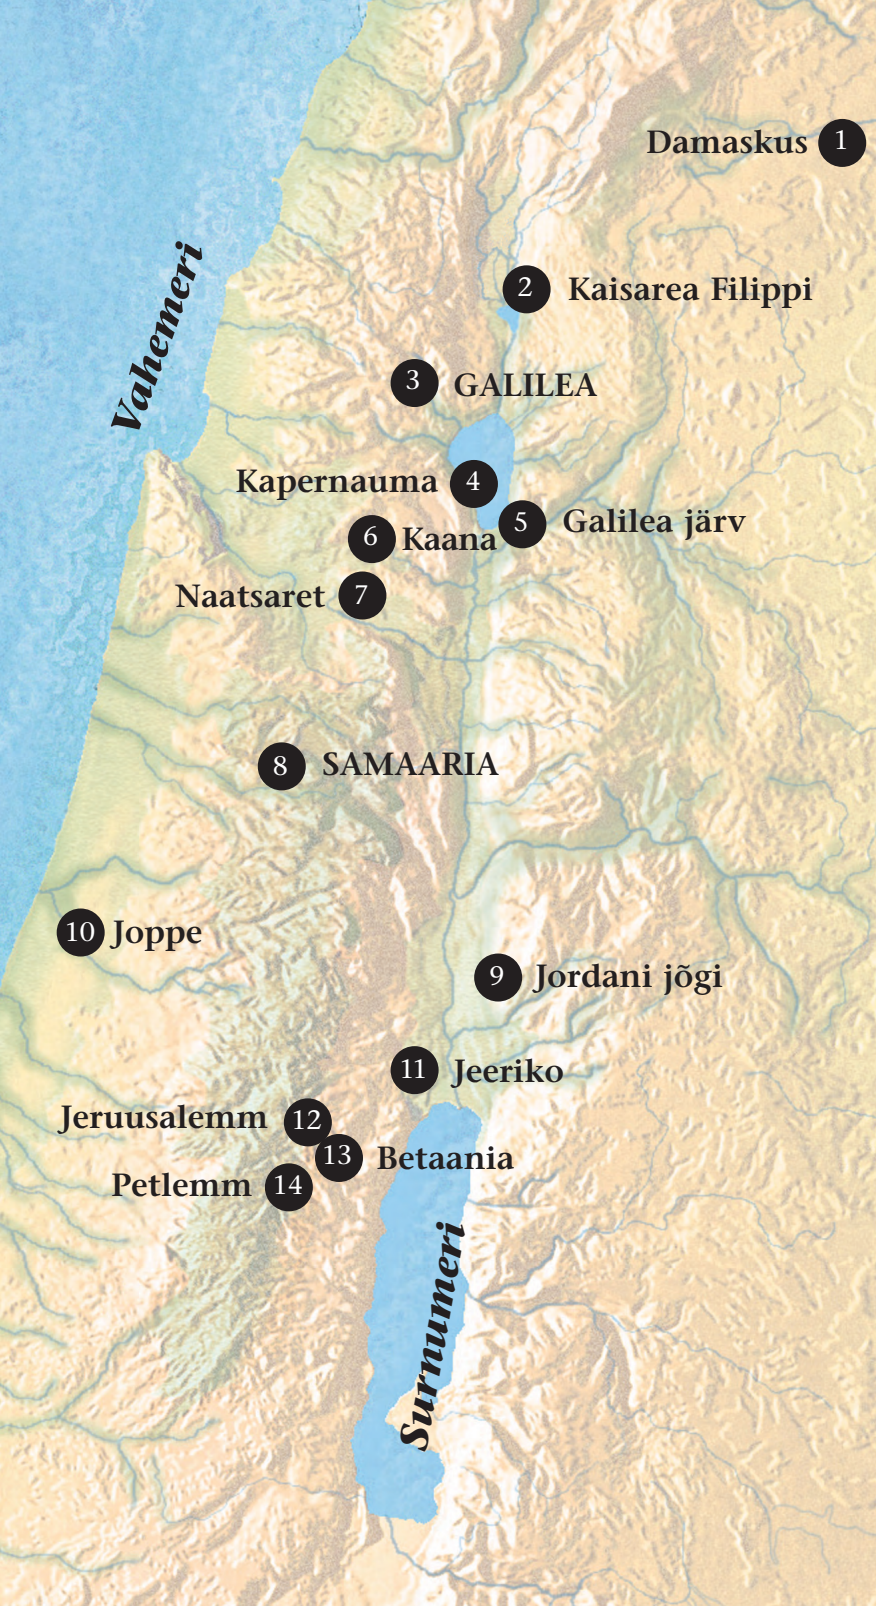 Damaskus 1
2 Kaisarea Filippi
Vahemeri
3 GALILEA
Kapernauma 4
5 Galilea järv
6 Kaana
Naatsaret 7
8 SAMAARIA
10 Joppe
9 Jordani jõgi
11 Jeeriko
Jeruusalemm 12
13 Betaania
Petlemm 14
Surnumeri